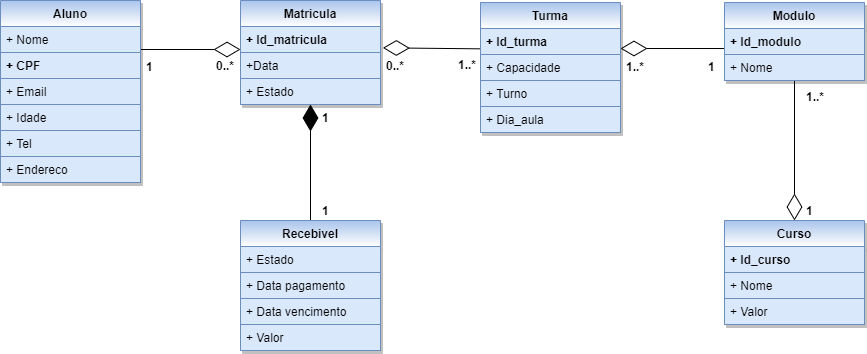 Aluno
+ Nome
+ CPF
+ Email
+ Idade
+ Tel
+ Endereco
1
0..*
Matricula
+ Id_matricula
+Data
+ Estado
0..*
1..*
1
1
Recebivel
+ Estado
+ Data pagamento
+ Data vencimento
+ Valor
Turma
+ Id_turma
+ Capacidade
+ Turno
+ Dia_aula
1..*
1
Modulo
+ Id_modulo
+ Nome
1..*
1
Curso
+ Id_curso
+ Nome
+ Valor